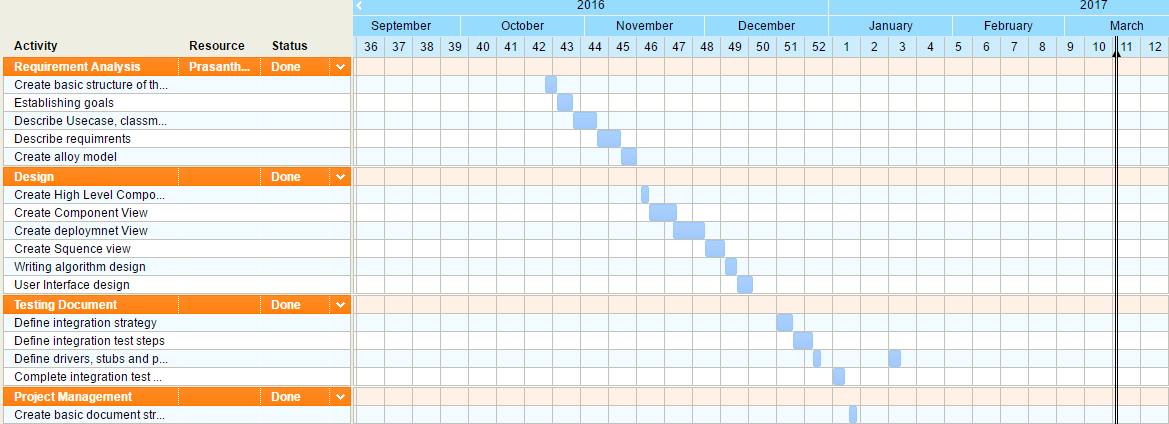 2016 2017
September October November December January February March
Activity Resource Status 36 37 38 39 40 41 42 43 44 45 46 47 48 49 50 51 52 1 2 3 4 5 6 7 8 9 10 11 12
Requirement Analysis Prasanth... Done
Create basic structure of th...
Establishing goals
Describe Usecase, classm...
Describe requimrents
Create alloy model
Design Done
Create High Level Compo...
Create Component View
Create deploymnet View
Create Squence view
Writing algorithm design
User Interface design
Testing Document Done
Define integration strategy
Define integration test steps
Define drivers, stubs and p...
Complete integration test ...
Project Management Done
Create basic document str...